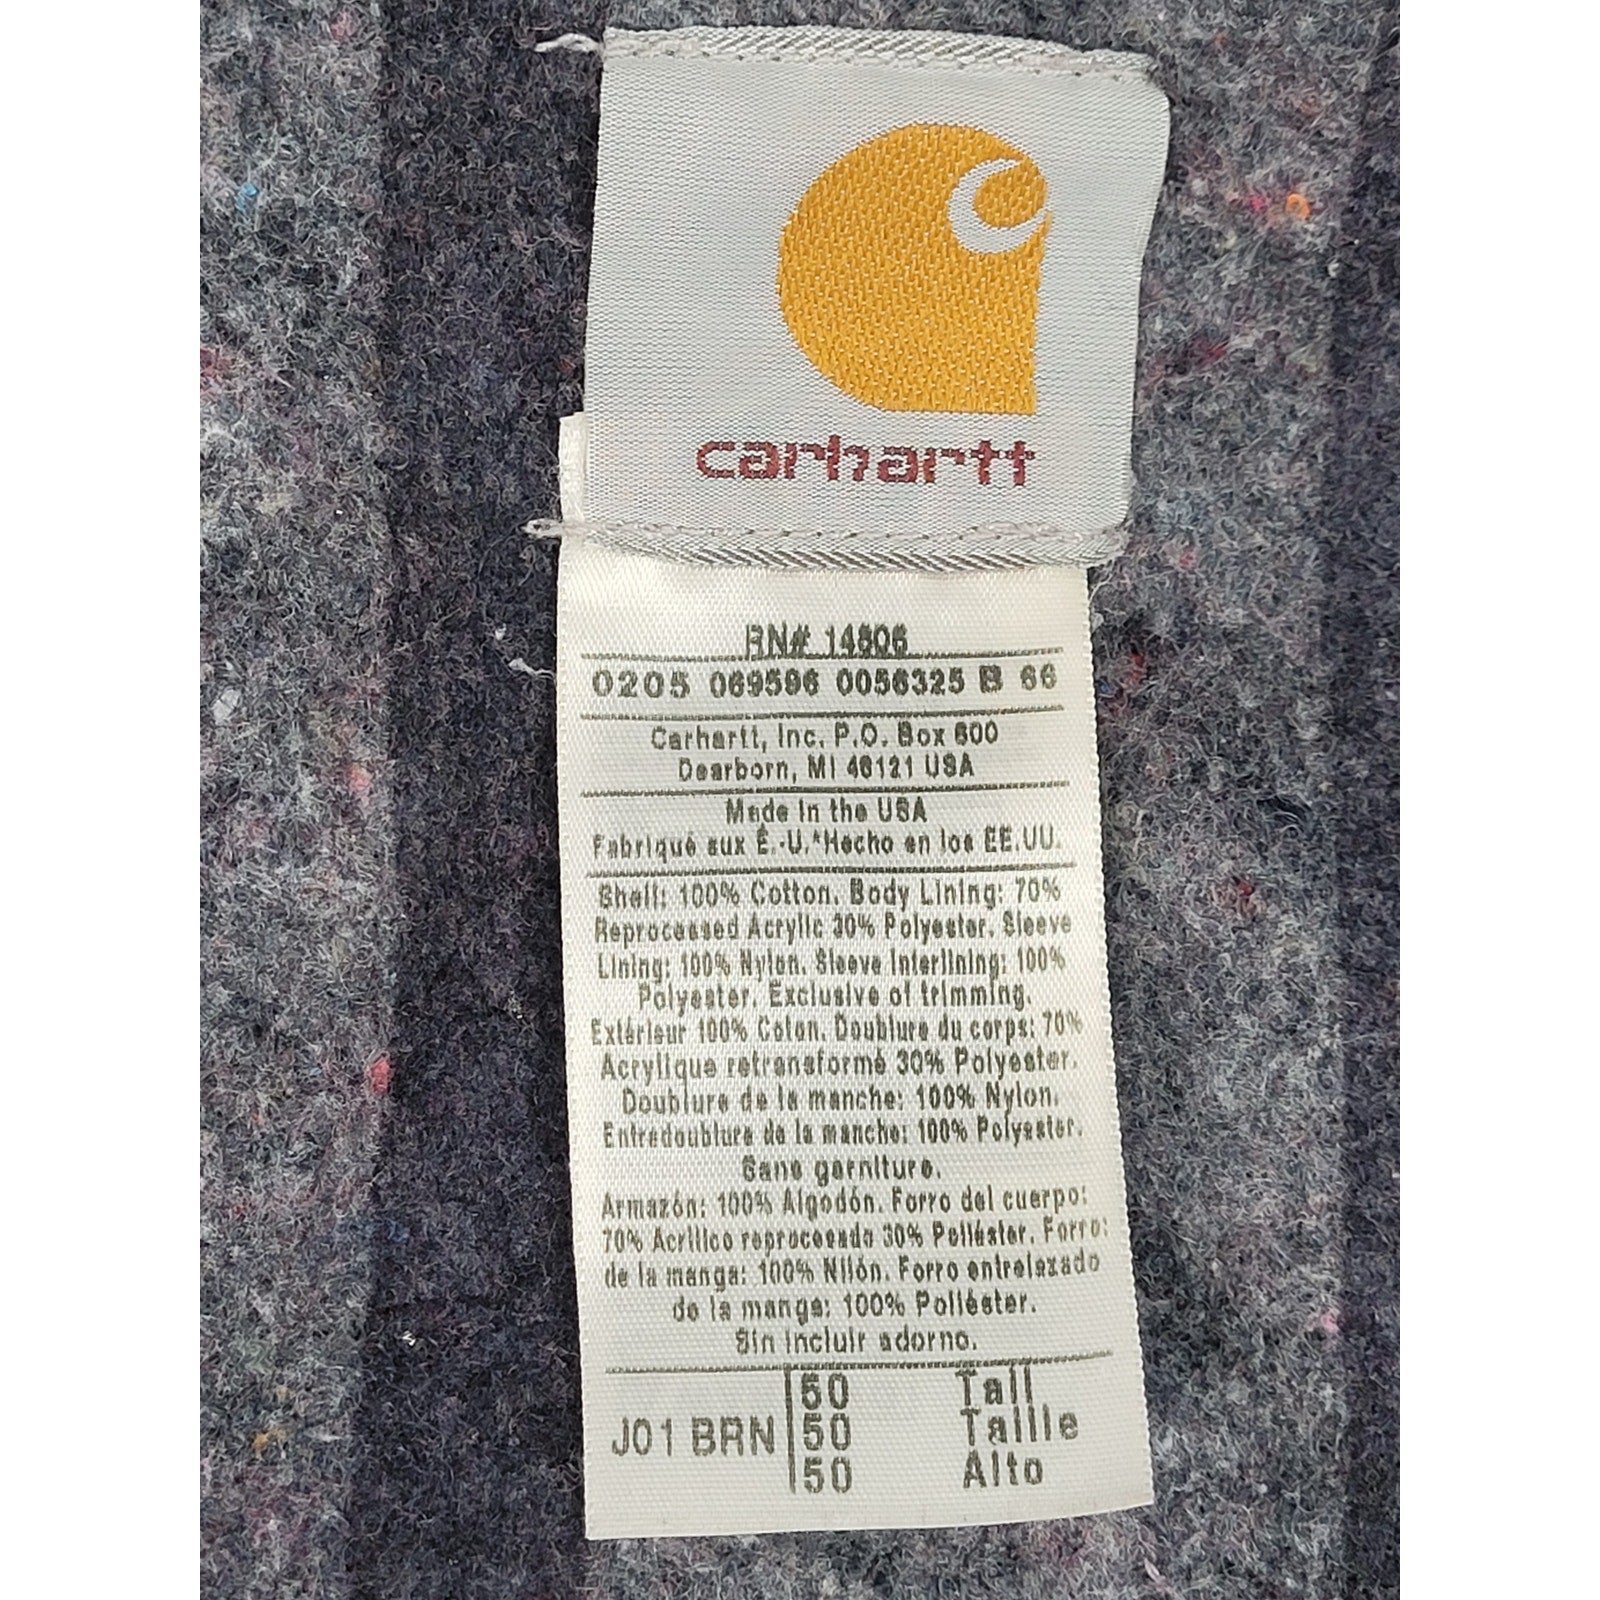 carhartt
RN# 14806
0205 069596 0056325 B 66
Carhartt, Inc. P.O. Box 600
Dearborn, MI 48121 USA
Made in the USA
Fabriqué aux É.-U.*Hecho en los EE.UU.
Shell: 100% Cotton. Body Lining: 70%
Reprocessed Acrylic 30% Polyester. Sleeve
Lining: 100% Nylon. Sleeve Interlining: 100%
Polyester. Exclusive of trimming.
Extérieur 100% Coton. Doublure du corps: 70%
Acrylique retransformé 30% Polyester.
Doublure de la manche: 100% Nylon.
Entredoublure de la manche: 100% Polyester.
Sans garniture.
Armazón: 100% Algodón. Forro del cuerpo:
70% Acrílico reprocesado 30% Poliéster. Forro:
de la manga: 100% Nilón. Forro entrelazado
de la manga: 100% Poliéster.
Sin incluir adorno.
50 Tall
J01 BRN 50 Taille
50 Alto